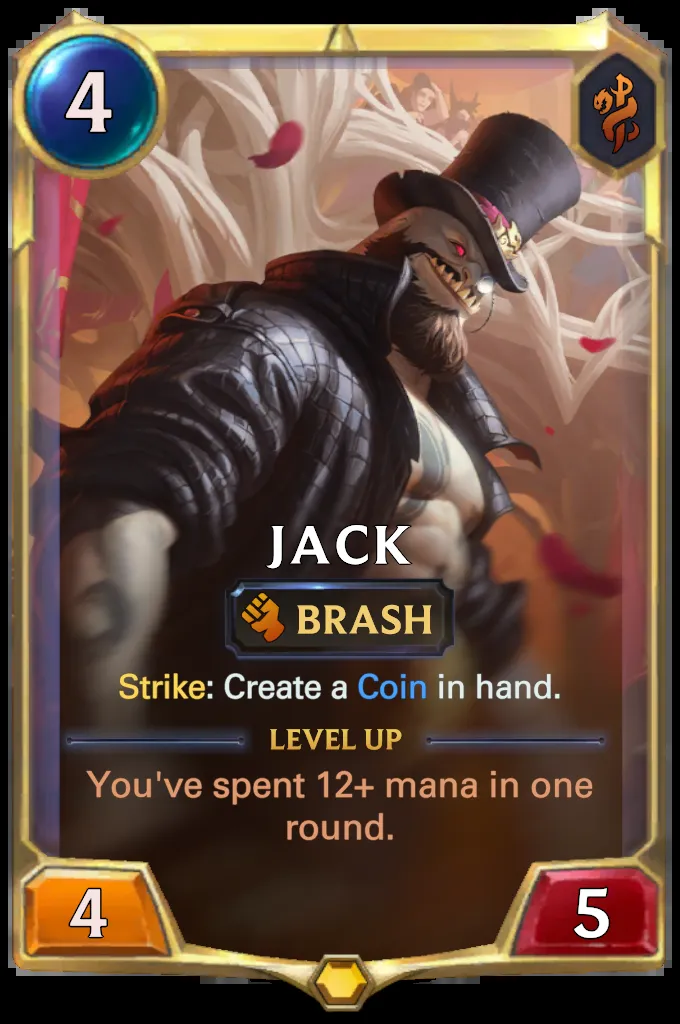 4
JACK
BRASH
Strike: Create a Coin in hand.
LEVEL UP
You've spent 12+ mana in one
round.
4
5